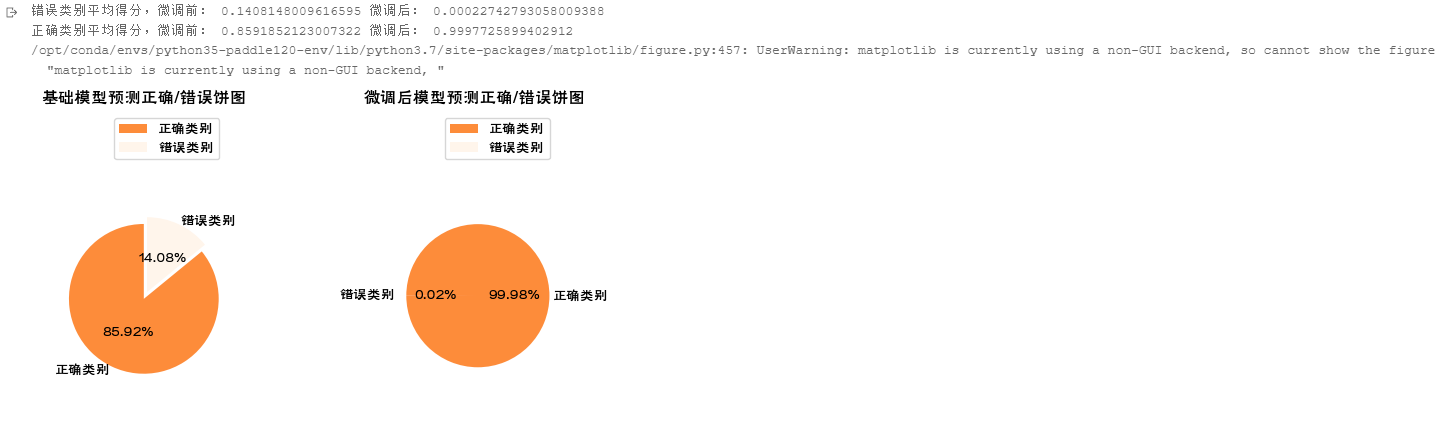 错误类别平均得分，微调前： 0.1408148009616595 微调后： 0.00022742793058009388
正确类别平均得分，微调前： 0.8591852123007322 微调后： 0.9997725899402912
/opt/conda/envs/python35-paddle120-env/lib/python3.7/site-packages/matplotlib/figure.py:457: UserWarning: matplotlib is currently using a non-GUI backend, so cannot show the figure
"matplotlib is currently using a non-GUI backend, "
基础模型预测正确/错误饼图
正确类别
错误类别
错误类别
14.08%
85.92%
正确类别
微调后模型预测正确/错误饼图
正确类别
错误类别
错误类别 0.02% 99.98% 正确类别